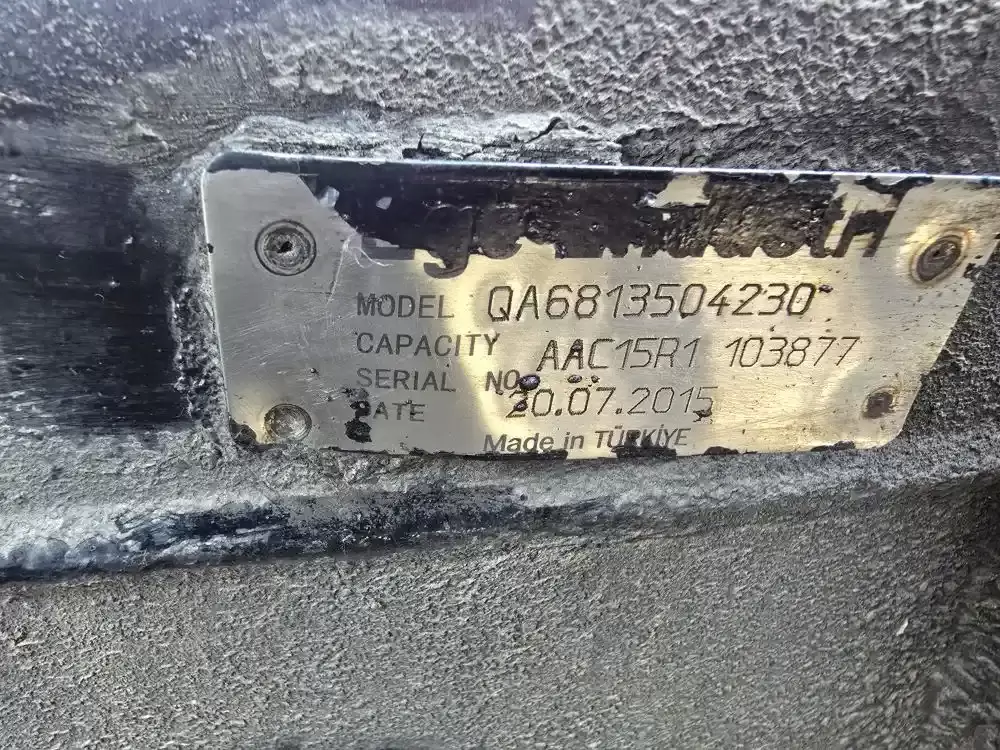 MODEL QA6813504230
CAPACITY AAC15R1 103877
SERIAL NO
DATE 20.07.2015
Made in TÜRKİYE